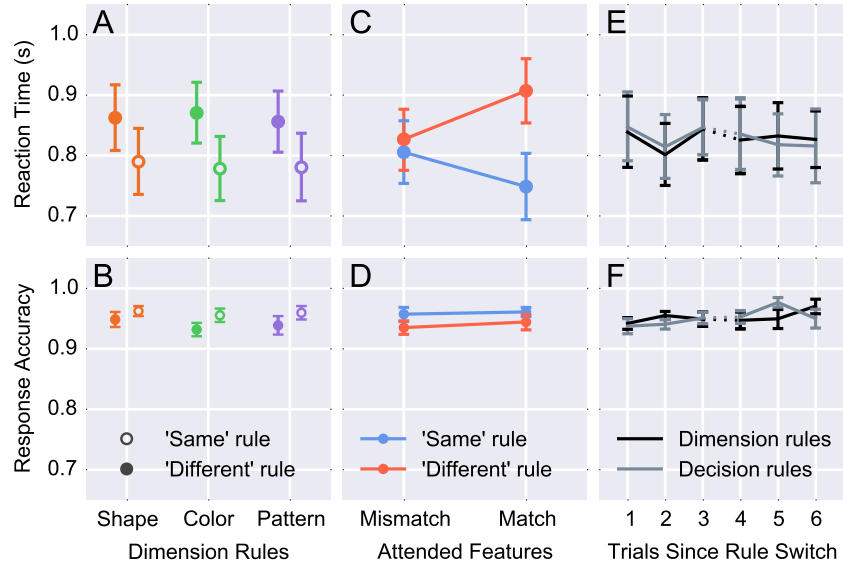 A
C
E
Reaction Time (s)
1.0
0.9
0.8
0.7
B
D
F
Response Accuracy
1.0
0.9
0.8
0.7
'Same' rule
'Different' rule
'Same' rule
'Different' rule
Dimension rules
Decision rules
Shape Color Pattern
Dimension Rules
Mismatch Match
Attended Features
1 2 3 4 5 6
Trials Since Rule Switch